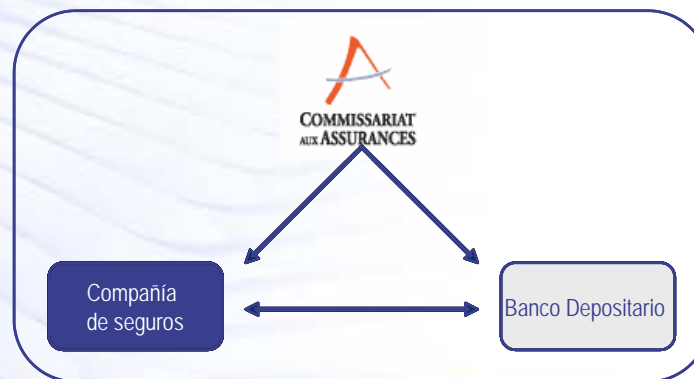 COMMISSARIAT
AUX ASSURANCES
Compañía
de seguros
Banco Depositario